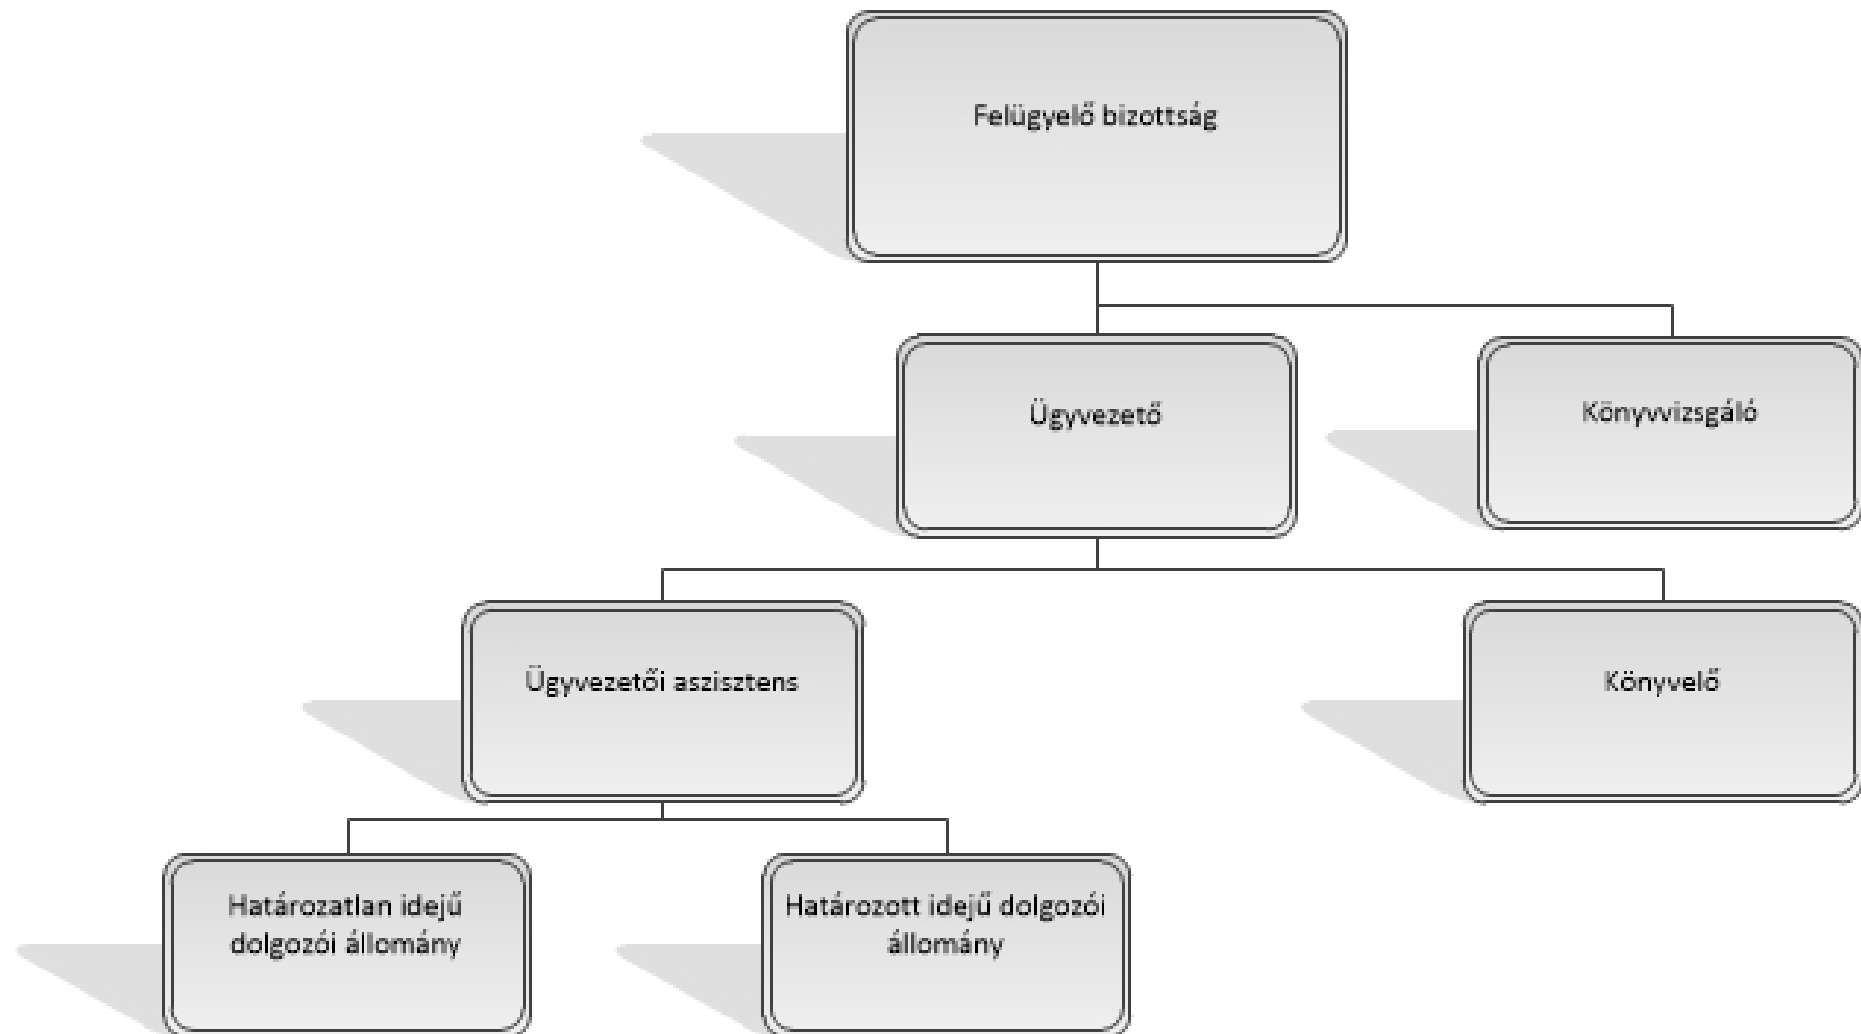 Felügyelő bizottság
Ügyvezető
Könyvvizsgáló
Ügyvezetői aszisztens
Könyvelő
Határozatlan idejű
dolgozói állomány
Határozott idejű dolgozói
állomány